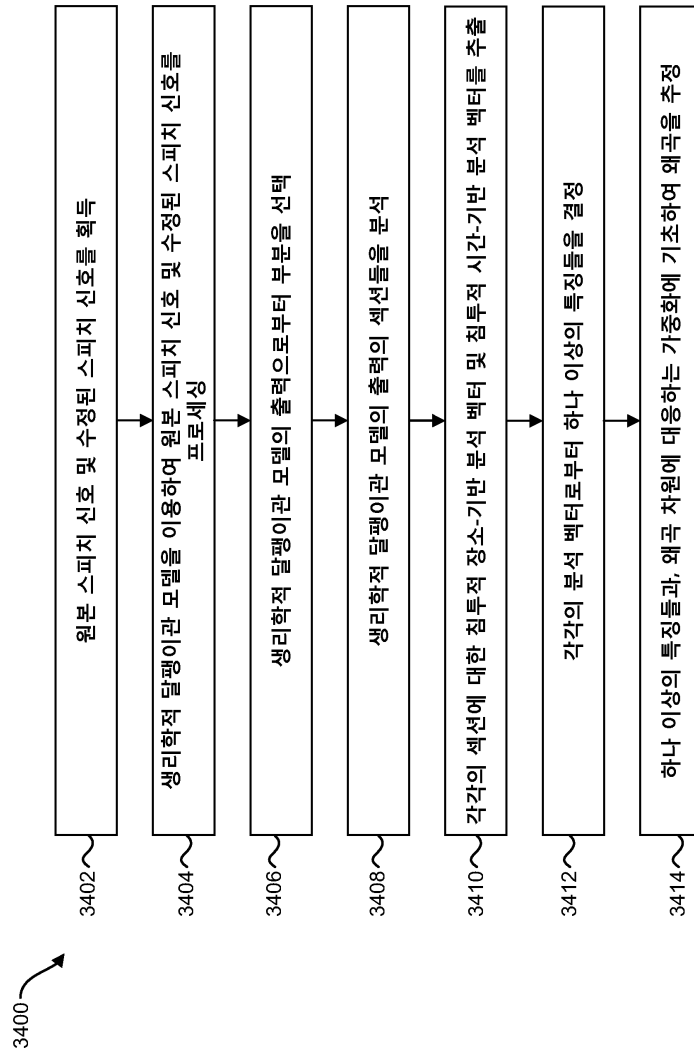 3400
3402
원본 스피치 신호 및 수정된 스피치 신호를 획득
3404
생리학적 달팽이관 모델을 이용하여 원본 스피치 신호 및 수정된 스피치 신호를
프로세싱
3406
생리학적 달팽이관 모델의 출력으로부터 부분을 선택
3408
생리학적 달팽이관 모델의 출력의 섹션들을 분석
3410
각각의 섹션에 대한 침투적 장소-기반 분석 벡터 및 침투적 시간-기반 분석 벡터를 추출
3412
각각의 분석 벡터로부터 하나 이상의 특징들을 결정
3414
하나 이상의 특징들과, 왜곡 차원에 대응하는 가중화에 기초하여 왜곡을 추정